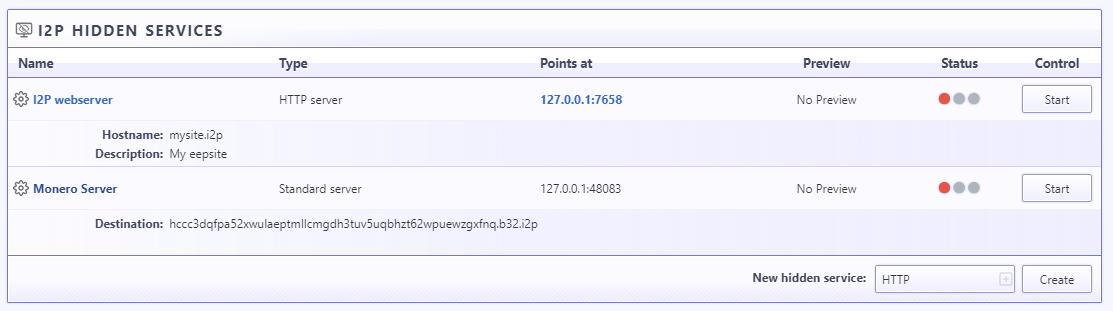 I2P HIDDEN SERVICES
Name Type Points at Preview Status Control
I2P webserver HTTP server 127.0.0.1:7658 No Preview Start
Hostname: mysite.i2p
Description: My eepsite
Monero Server Standard server 127.0.0.1:48083 No Preview Start
Destination: hccc3dqfpa52xwulaeptmllcmgdh3tuv5uqbhzt62wpuewzgxfnq.b32.i2p
New hidden service: HTTP Create